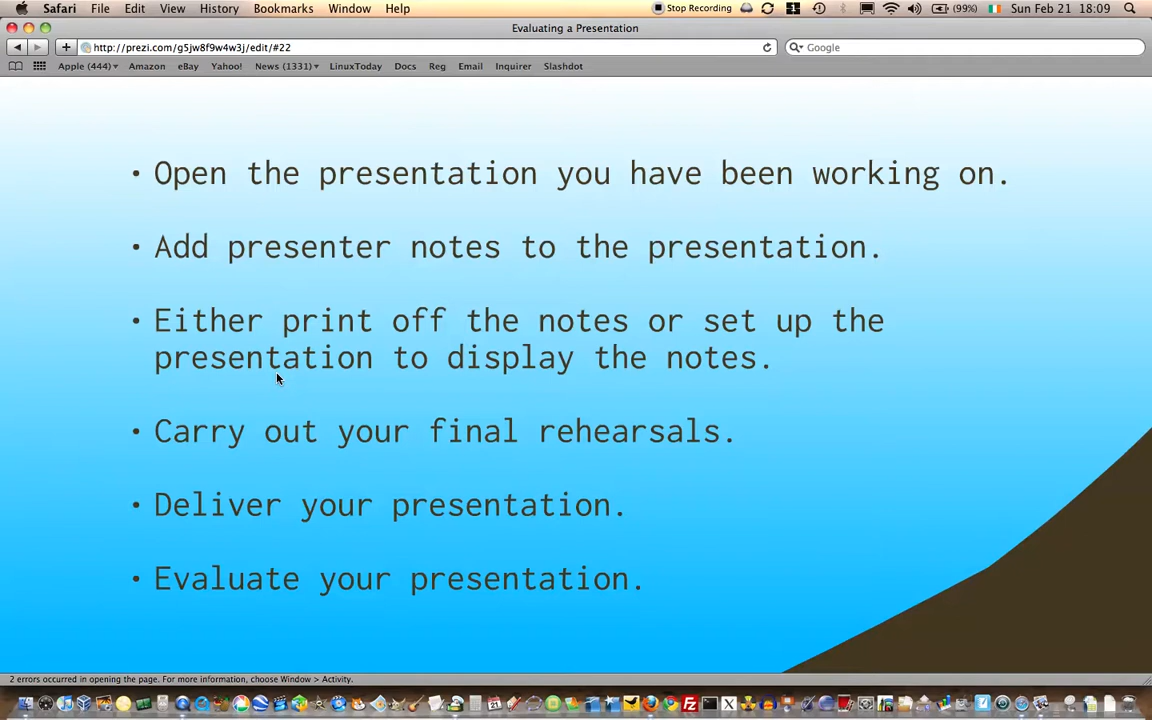 Safari File Edit View History Bookmarks Window Help Stop Recording (99%) Sun Feb 21 18:09
Evaluating a Presentation
http://prezi.com/g5jw8f9w4w3j/edit/#22 Google
Apple (444) Amazon eBay Yahoo! News (1331) LinuxToday Docs Reg Email Inquirer Slashdot
• Open the presentation you have been working on.
• Add presenter notes to the presentation.
• Either print off the notes or set up the
presentation to display the notes.
• Carry out your final rehearsals.
• Deliver your presentation.
• Evaluate your presentation.
2 errors occurred in opening the page. For more information, choose Window > Activity.